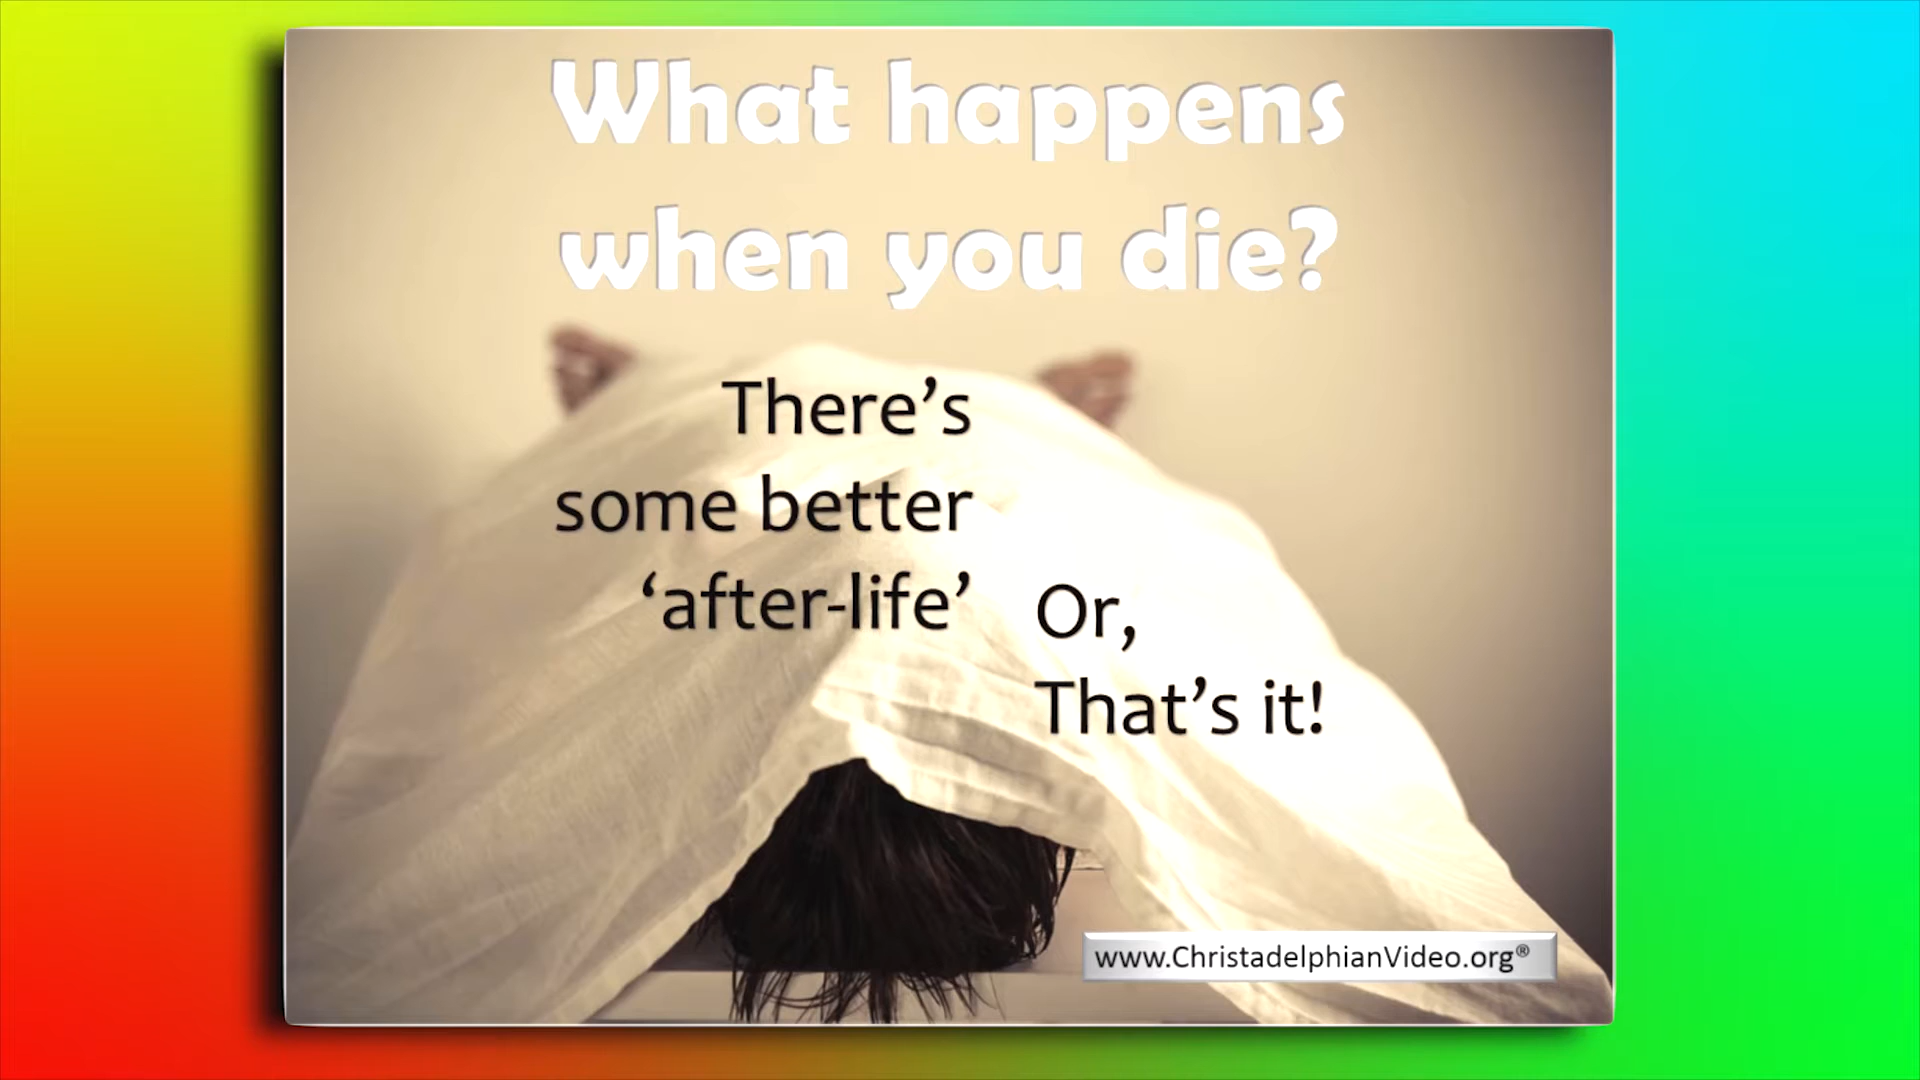 What happens
when you die?
There’s
some better
‘after-life’
Or,
That’s it!
www.ChristadelphianVideo.org®